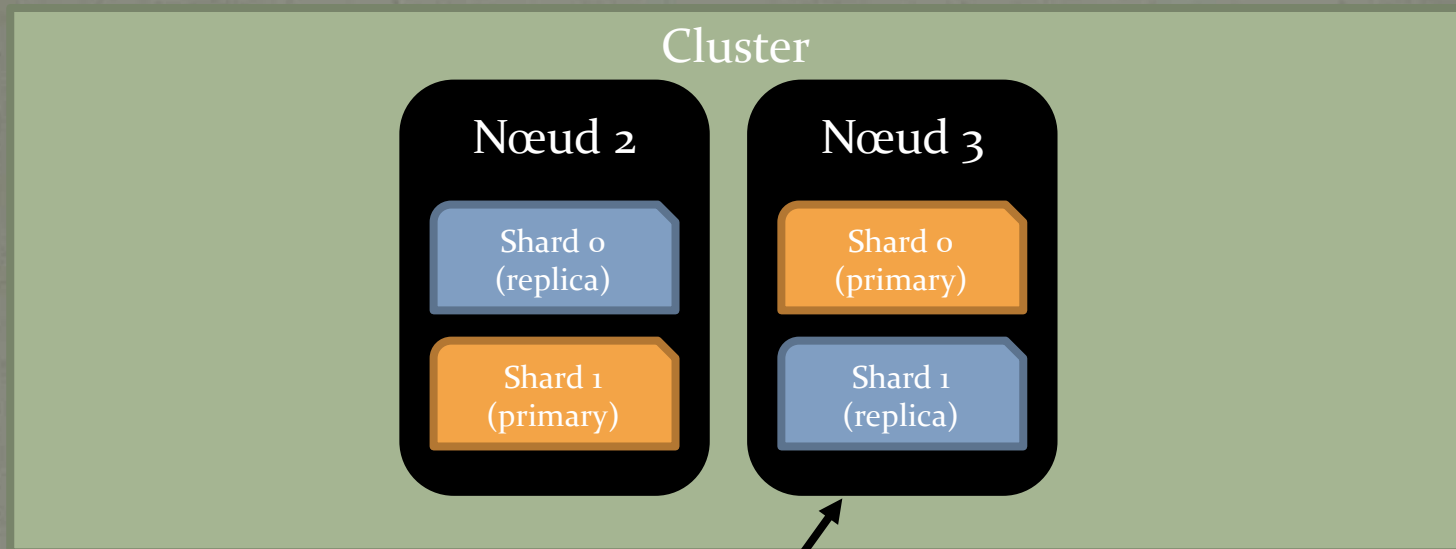 Cluster
Nœud 2
Shard 0
(replica)
Shard 1
(primary)
Nœud 3
Shard 0
(primary)
Shard 1
(replica)